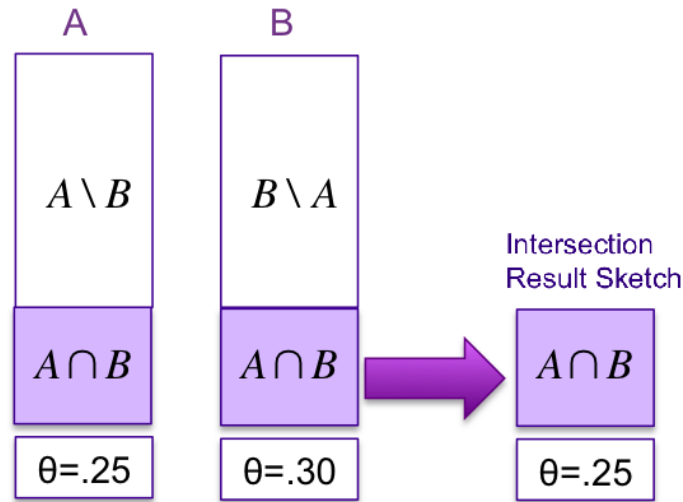 A
B
A \ B
B \ A
Intersection
Result Sketch
A ∩ B
A ∩ B
A ∩ B
θ=.25
θ=.30
θ=.25